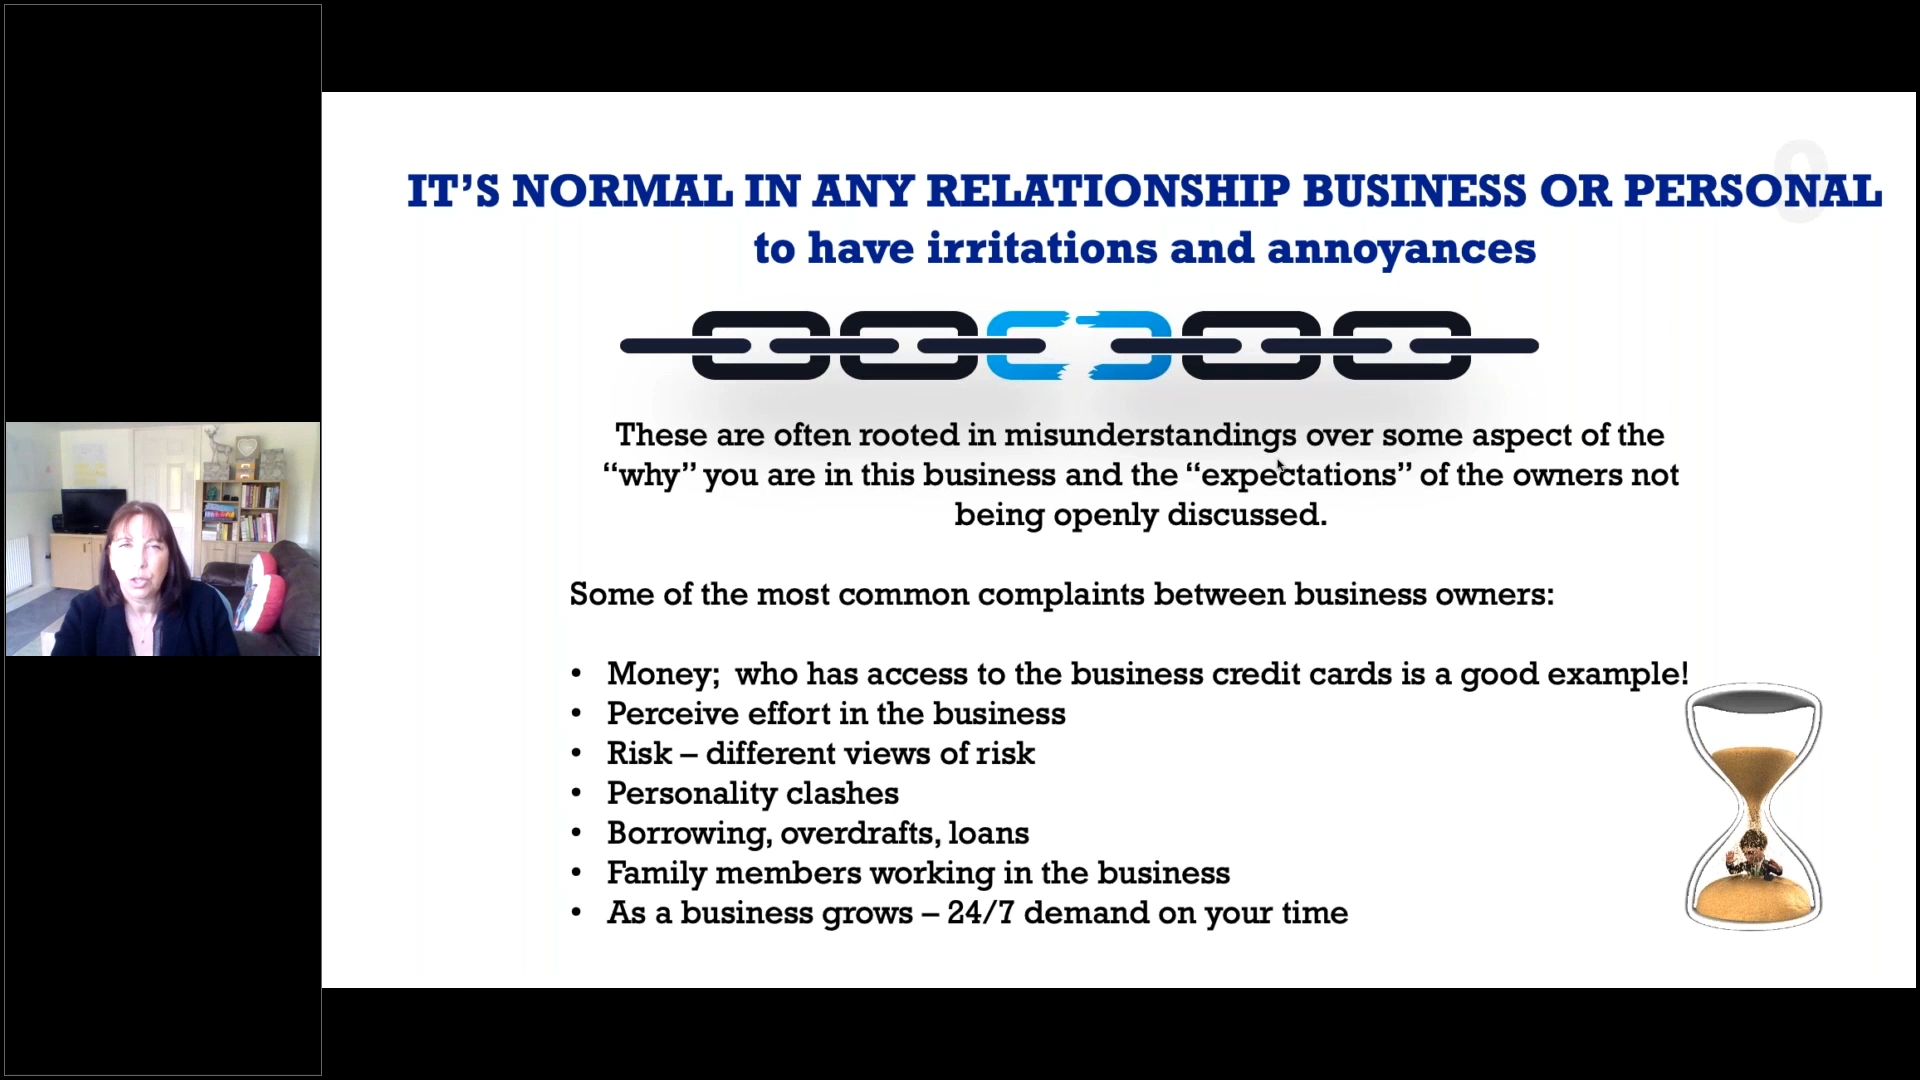 9
IT’S NORMAL IN ANY RELATIONSHIP BUSINESS OR PERSONAL
to have irritations and annoyances
These are often rooted in misunderstandings over some aspect of the
“why” you are in this business and the “expectations” of the owners not
being openly discussed.
Some of the most common complaints between business owners:
• Money;  who has access to the business credit cards is a good example!
• Perceive effort in the business
• Risk – different views of risk
• Personality clashes
• Borrowing, overdrafts, loans
• Family members working in the business
• As a business grows – 24/7 demand on your time